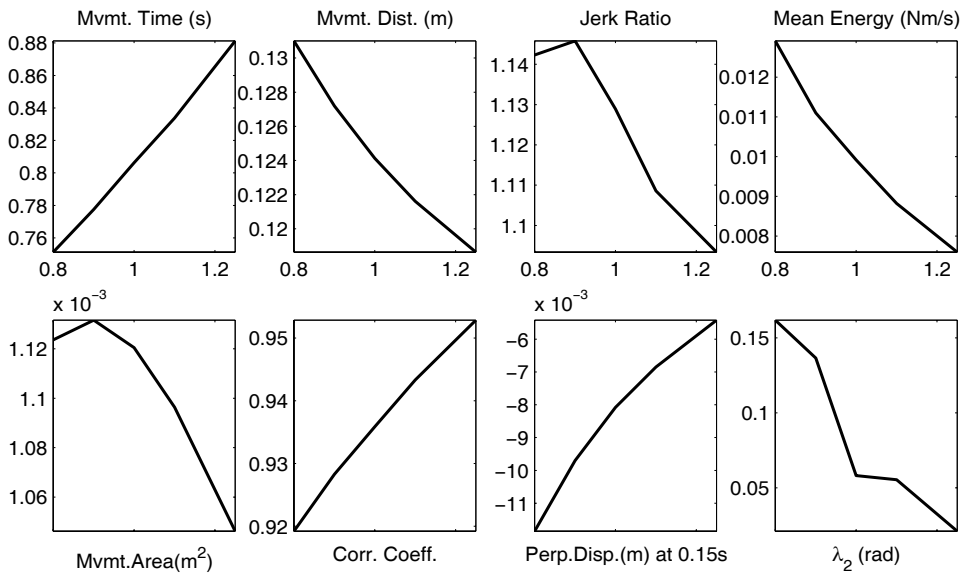 Mvmt. Time (s)
0.88
0.86
0.84
0.82
0.8
0.78
0.76
0.8 1 1.2
Mvmt. Dist. (m)
0.13
0.128
0.126
0.124
0.122
0.12
0.8 1 1.2
Jerk Ratio
1.14
1.13
1.12
1.11
1.1
0.8 1 1.2
Mean Energy (Nm/s)
0.012
0.011
0.01
0.009
0.008
0.8 1 1.2
x 10⁻³
1.12
1.1
1.08
1.06
Mvmt.Area(m²)
0.95
0.94
0.93
0.92
Corr. Coeff.
x 10⁻³
−6
−7
−8
−9
−10
−11
Perp.Disp.(m) at 0.15s
0.15
0.1
0.05
λ₂ (rad)